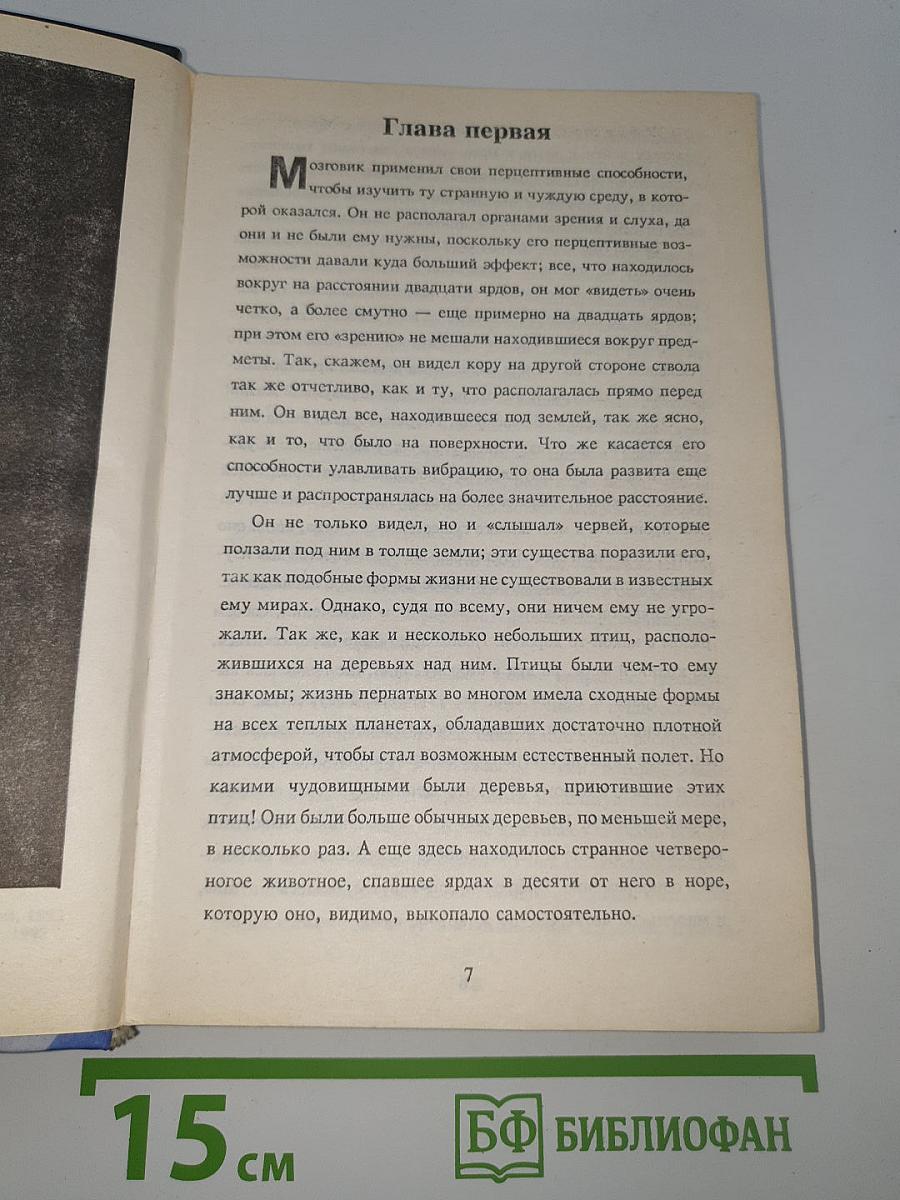 Глава первая
Мозговик применил свои перцептивные способности,
чтобы изучить ту странную и чуждую среду, в кото-
рой оказался. Он не располагал органами зрения и слуха, да
они и не были ему нужны, поскольку его перцептивные воз-
можности давали куда больший эффект; все, что находилось
вокруг на расстоянии двадцати ярдов, он мог «видеть» очень
четко, а более смутно — еще примерно на двадцать ярдов;
при этом его «зрению» не мешали находившиеся вокруг пред-
меты. Так, скажем, он видел кору на другой стороне ствола
так же отчетливо, как и ту, что располагалась прямо перед
ним. Он видел все, находившееся под землей, так же ясно,
как и то, что было на поверхности. Что же касается его
способности улавливать вибрацию, то она была развита еще
лучше и распространялась на более значительное расстояние.
Он не только видел, но и «слышал» червей, которые
ползали под ним в толще земли; эти существа поразили его,
так как подобные формы жизни не существовали в известных
ему мирах. Однако, судя по всему, они ничем ему не угро-
жали. Так же, как и несколько небольших птиц, располо-
жившихся на деревьях над ним. Птицы были чем-то ему
знакомы; жизнь пернатых во многом имела сходные формы
на всех теплых планетах, обладавших достаточно плотной
атмосферой, чтобы стал возможным естественный полет. Но
какими чудовищными были деревья, приютившие этих
птиц! Они были больше обычных деревьев, по меньшей мере,
в несколько раз. А еще здесь находилось странное четверо-
ногое животное, спавшее ярдах в десяти от него в норе,
которую оно, видимо, выкопало самостоятельно.
7
15 см
БФ БИБЛИОФАН